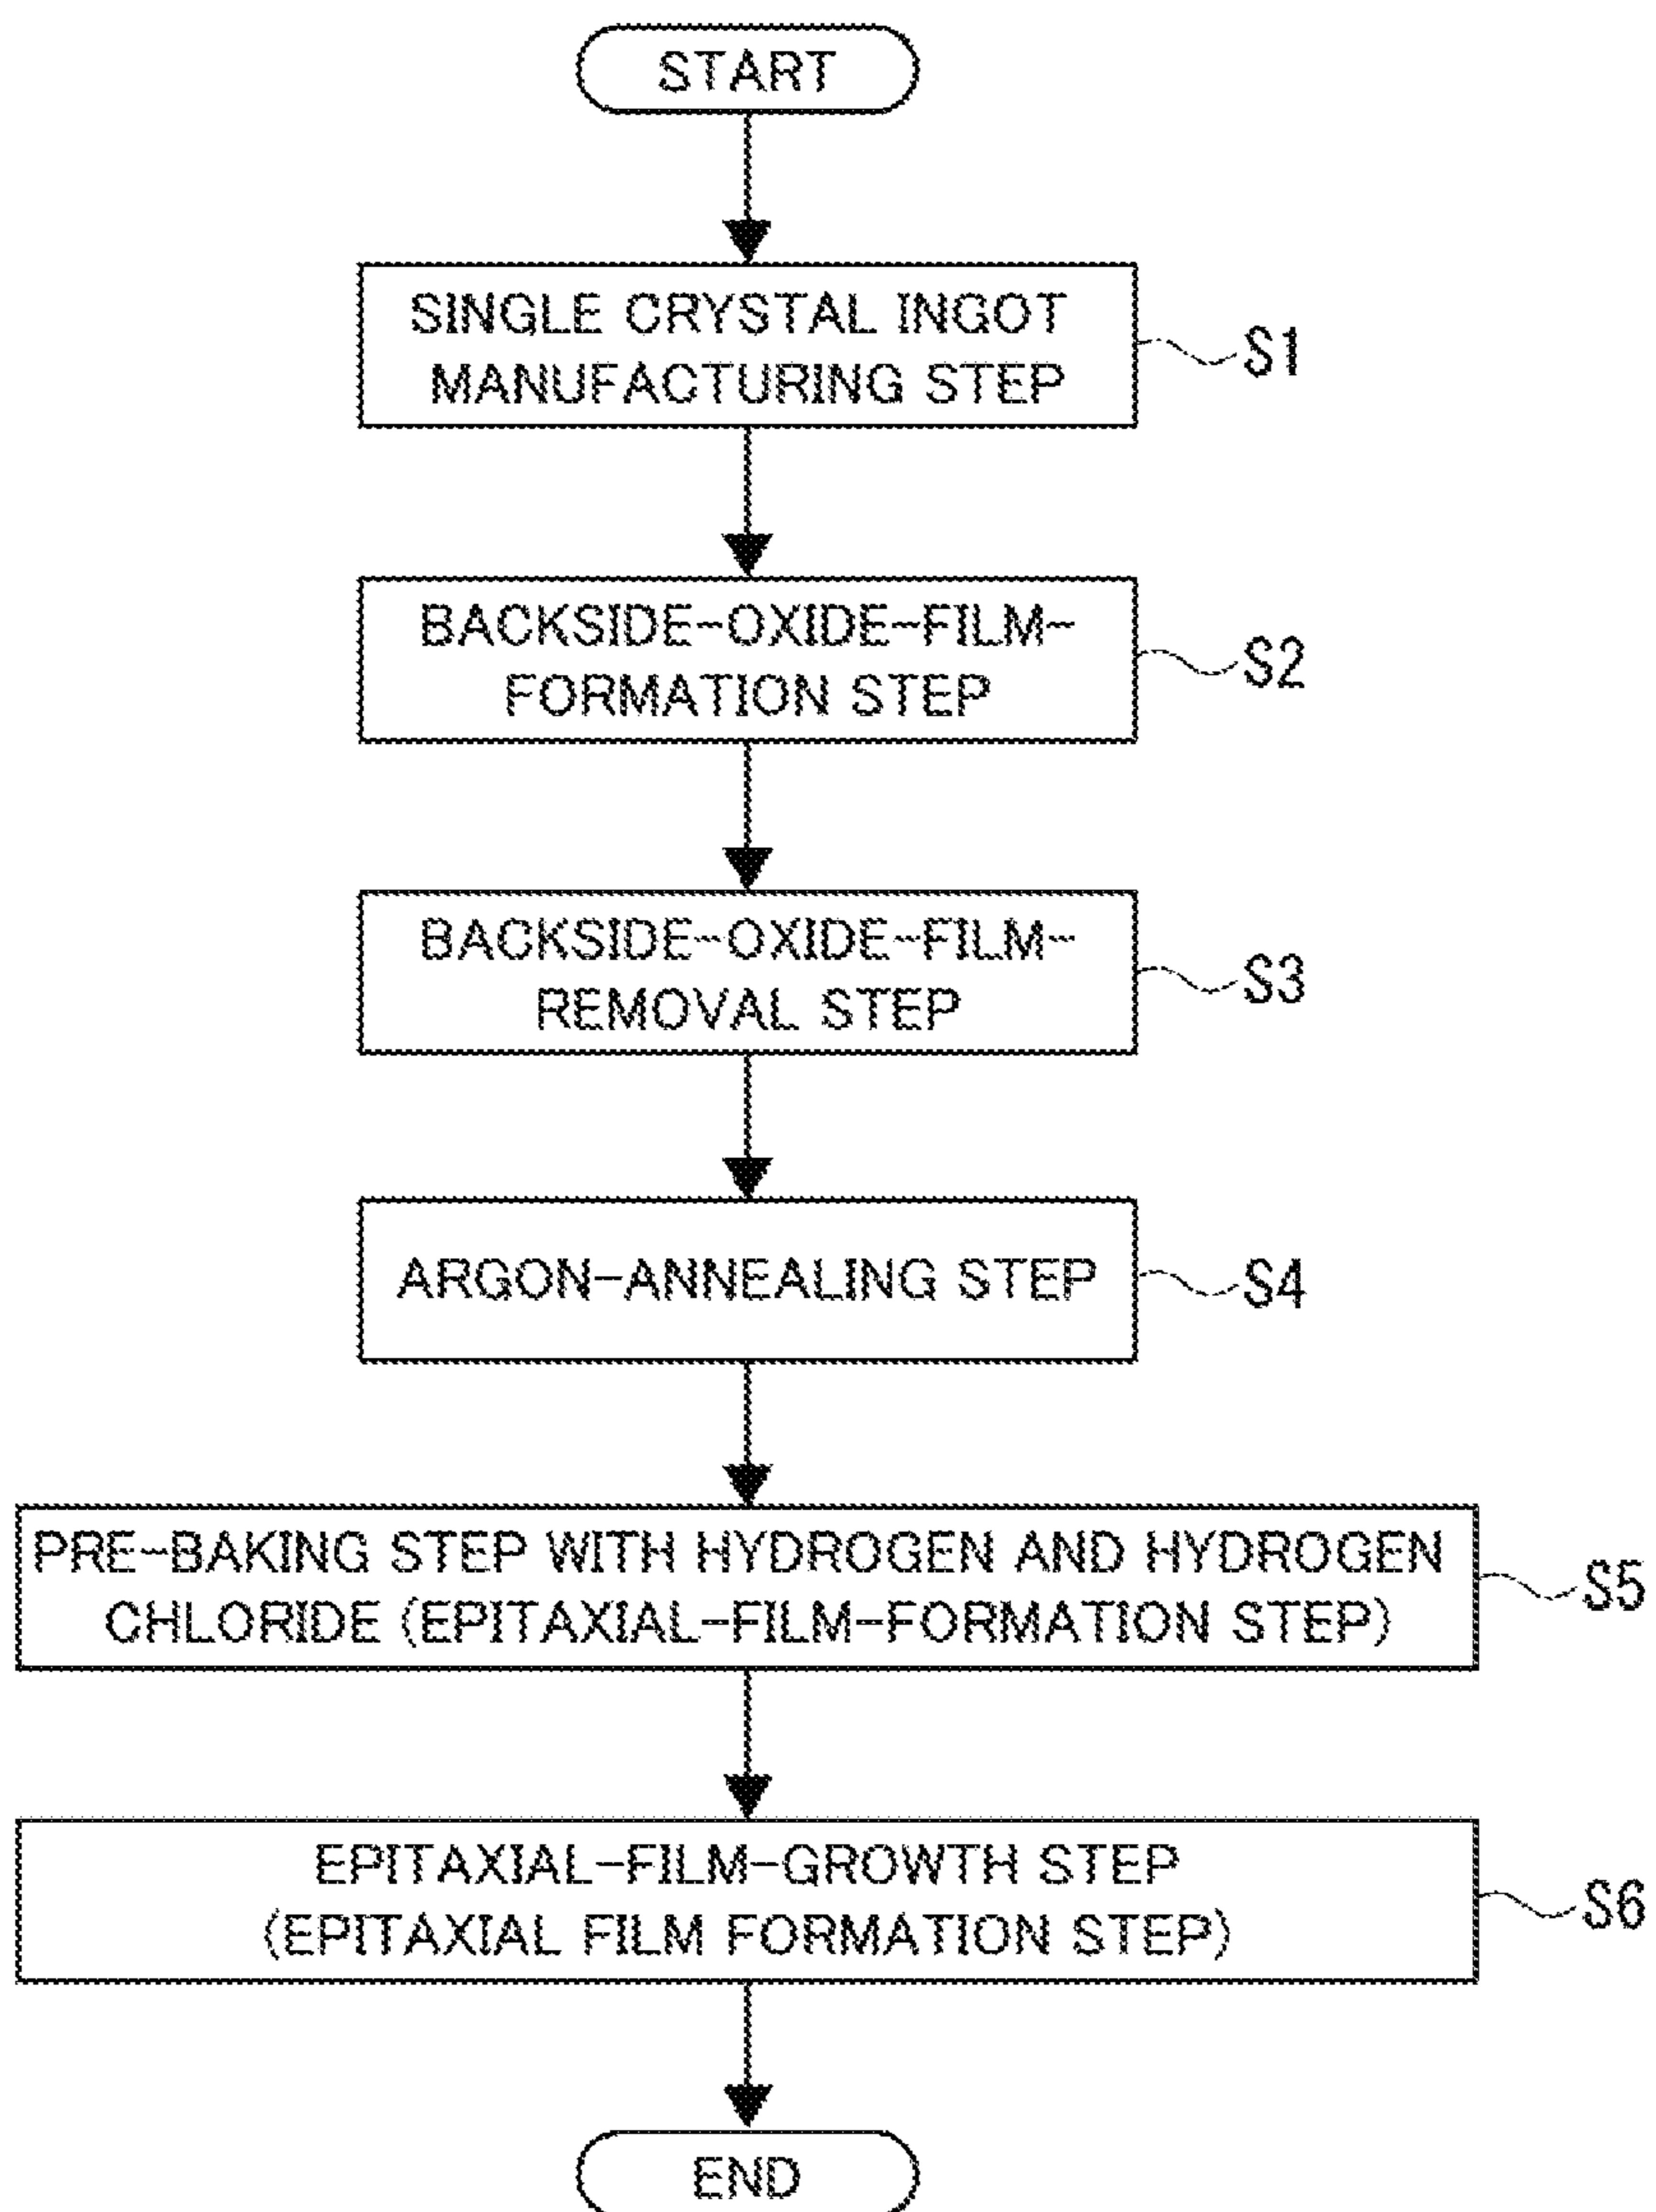 START
SINGLE CRYSTAL INGOT
MANUFACTURING STEP
S1
BACKSIDE-OXIDE-FILM-
FORMATION STEP
S2
BACKSIDE-OXIDE-FILM-
REMOVAL STEP
S3
ARGON-ANNEALING STEP
S4
PRE-BAKING STEP WITH HYDROGEN AND HYDROGEN
CHLORIDE (EPITAXIAL-FILM-FORMATION STEP)
S5
EPITAXIAL-FILM-GROWTH STEP
(EPITAXIAL FILM FORMATION STEP)
S6
END